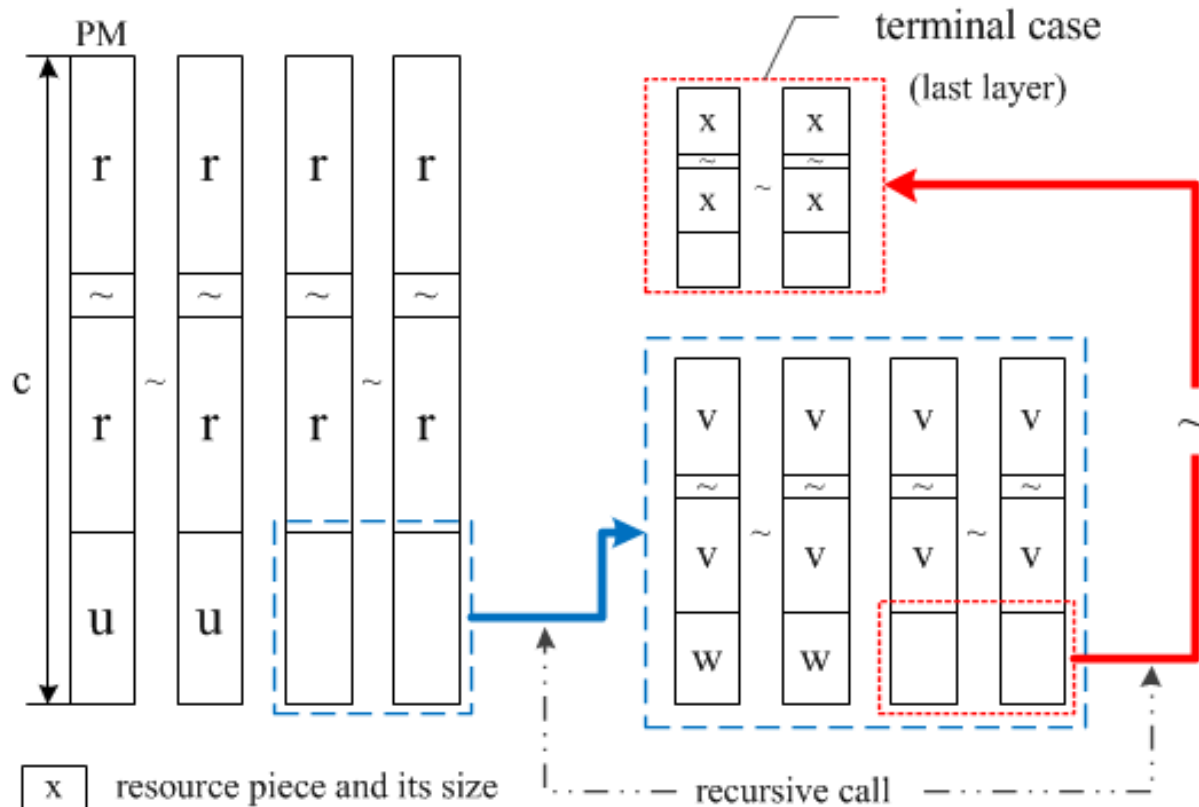 PM
terminal case
(last layer)
x x
~ ~
x ~ x
r r r r
~ ~ ~ ~
c ~ ~
r r r r
u u
v v v v
~ ~ ~ ~
v ~ v v ~ v
w w
~
x resource piece and its size
recursive call